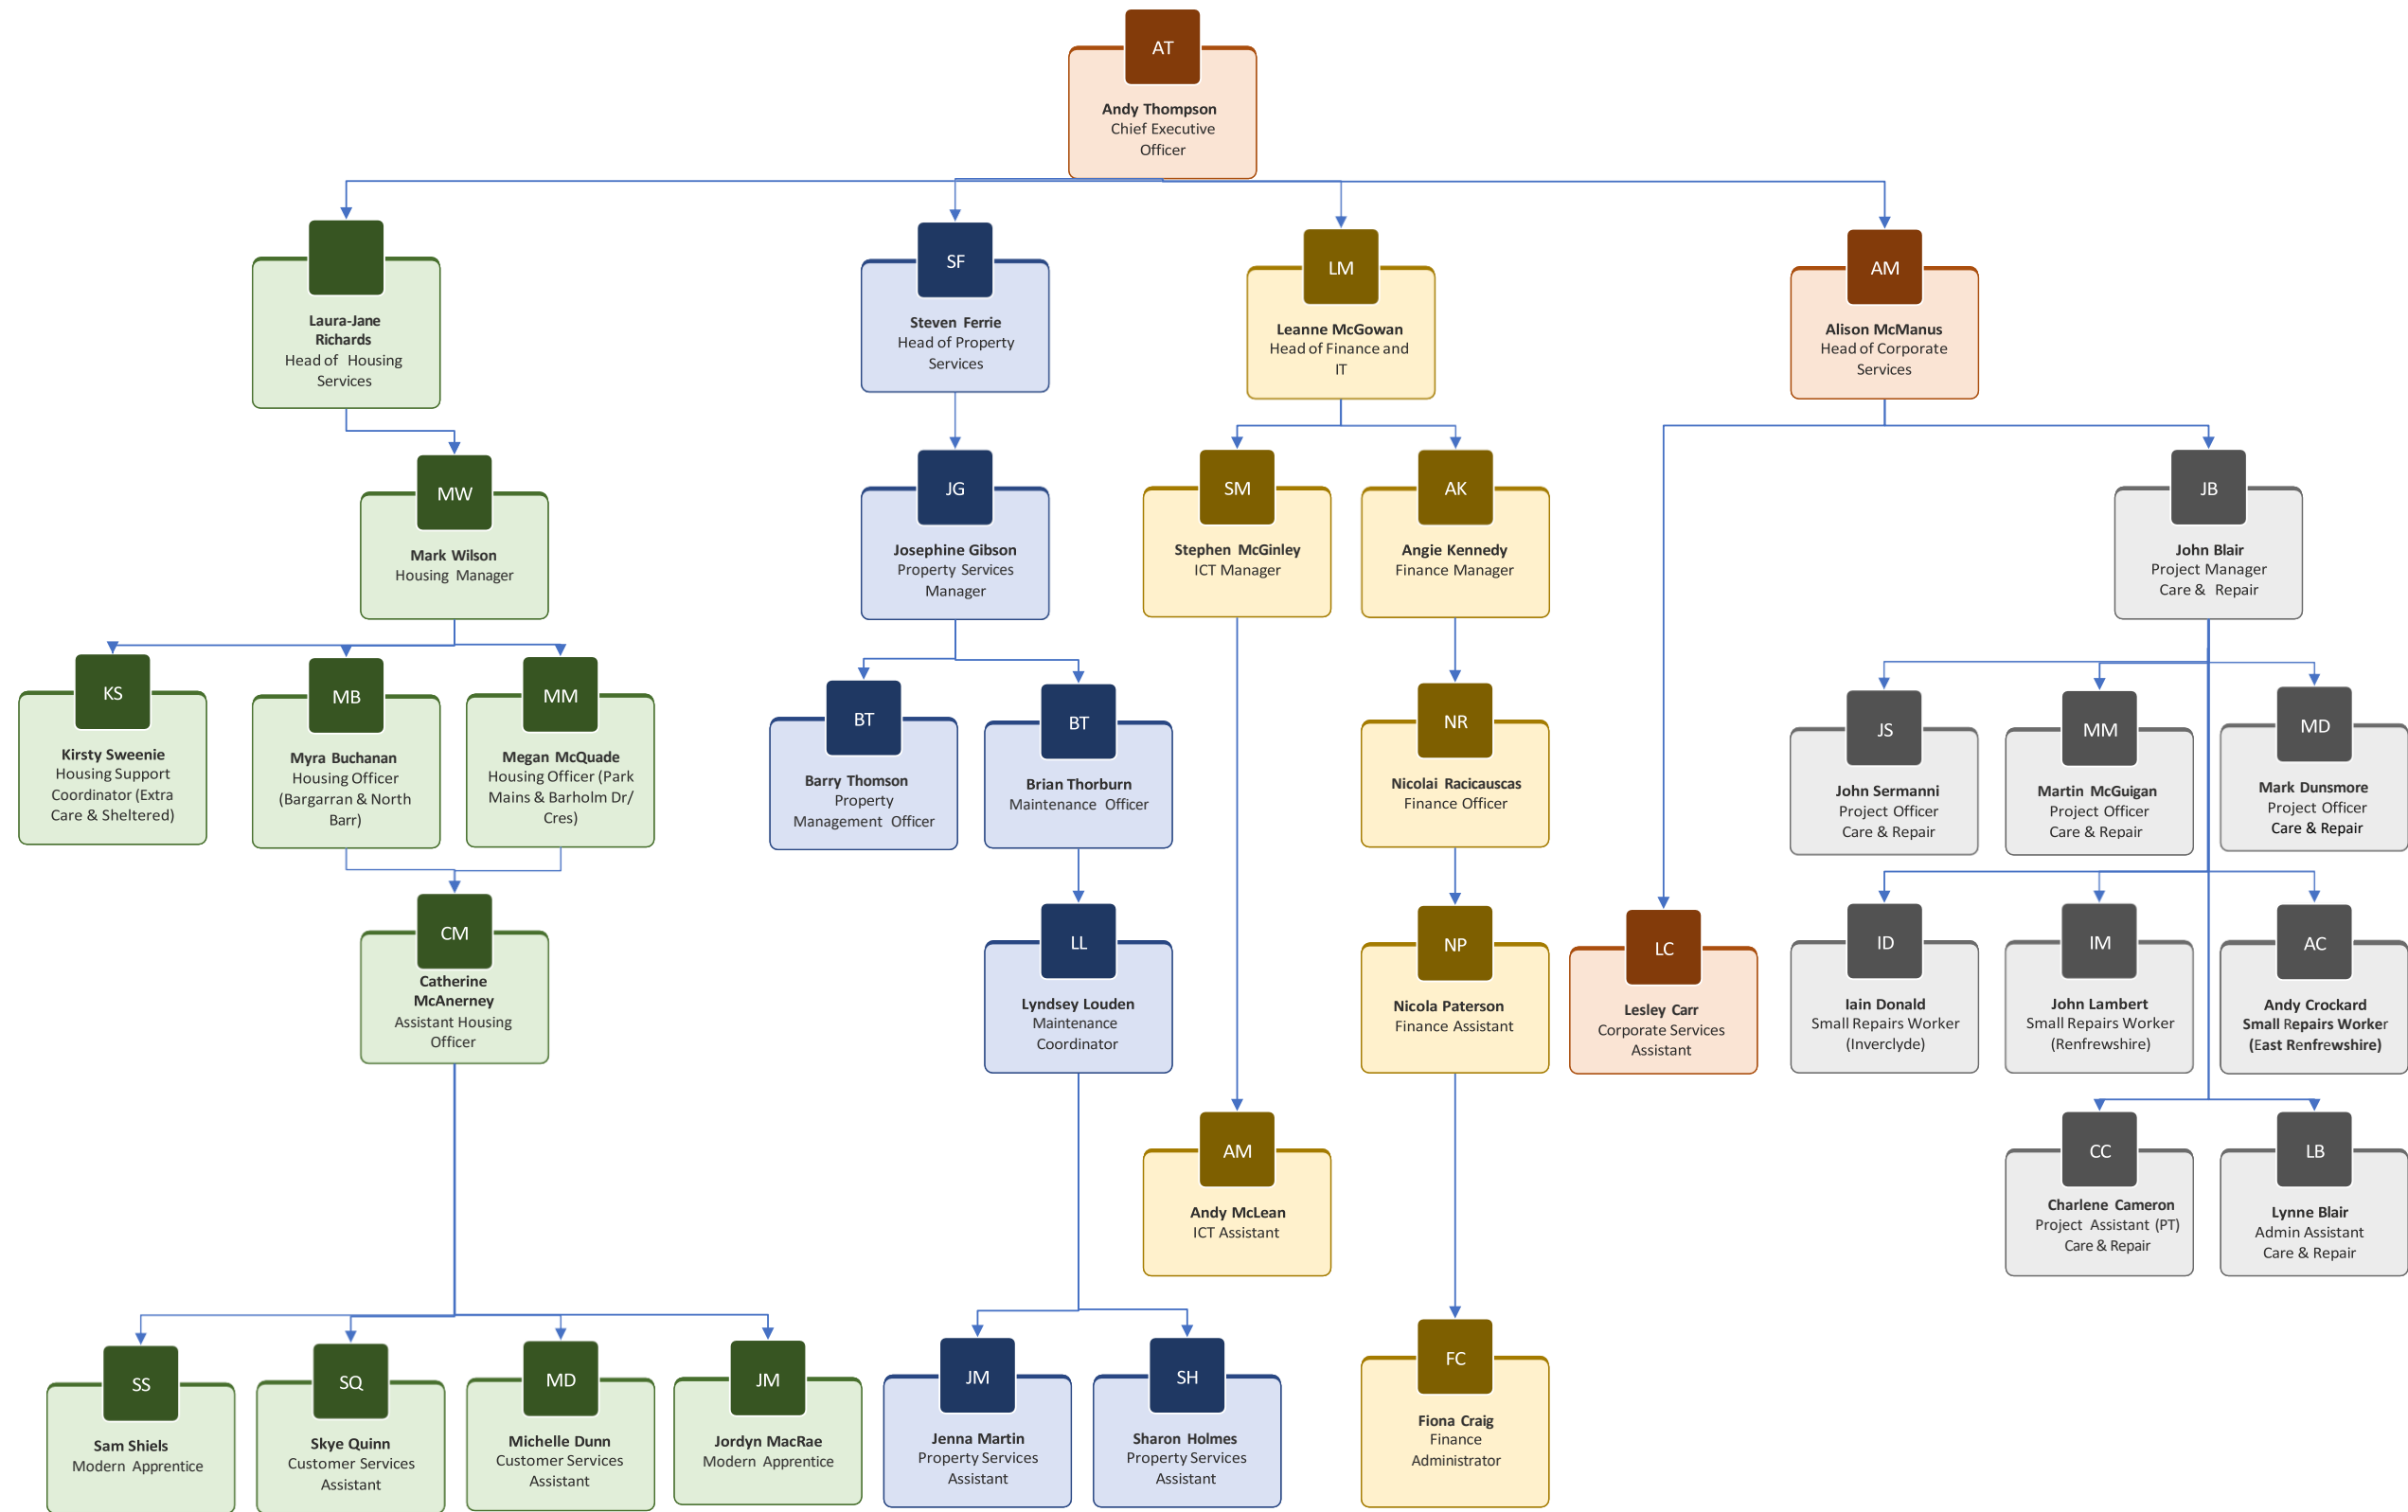 AT
Andy Thompson
Chief Executive
Officer
Laura-Jane
Richards
Head of Housing
Services
SF
Steven Ferrie
Head of Property
Services
LM
Leanne McGowan
Head of Finance and
IT
AM
Alison McManus
Head of Corporate
Services
MW
Mark Wilson
Housing Manager
JG
Josephine Gibson
Property Services
Manager
SM
Stephen McGinley
ICT Manager
AK
Angie Kennedy
Finance Manager
JB
John Blair
Project Manager
Care & Repair
KS
Kirsty Sweenie
Housing Support
Coordinator (Extra
Care & Sheltered)
MB
Myra Buchanan
Housing Officer
(Bargarran & North
Barr)
MM
Megan McQuade
Housing Officer (Park
Mains & Barholm Dr/
Cres)
BT
Barry Thomson
Property
Management Officer
BT
Brian Thorburn
Maintenance Officer
NR
Nicolai Racicauscas
Finance Officer
JS
John Sermanni
Project Officer
Care & Repair
MM
Martin McGuigan
Project Officer
Care & Repair
MD
Mark Dunsmore
Project Officer
Care & Repair
CM
Catherine
McAnerney
Assistant Housing
Officer
LL
Lyndsey Louden
Maintenance
Coordinator
NP
Nicola Paterson
Finance Assistant
LC
Lesley Carr
Corporate Services
Assistant
ID
Iain Donald
Small Repairs Worker
(Inverclyde)
IM
John Lambert
Small Repairs Worker
(Renfrewshire)
AC
Andy Crockard
Small Repairs Worker
(East Renfrewshire)
AM
Andy McLean
ICT Assistant
CC
Charlene Cameron
Project Assistant (PT)
Care & Repair
LB
Lynne Blair
Admin Assistant
Care & Repair
SS
Sam Shiels
Modern Apprentice
SQ
Skye Quinn
Customer Services
Assistant
MD
Michelle Dunn
Customer Services
Assistant
JM
Jordyn MacRae
Modern Apprentice
JM
Jenna Martin
Property Services
Assistant
SH
Sharon Holmes
Property Services
Assistant
FC
Fiona Craig
Finance
Administrator